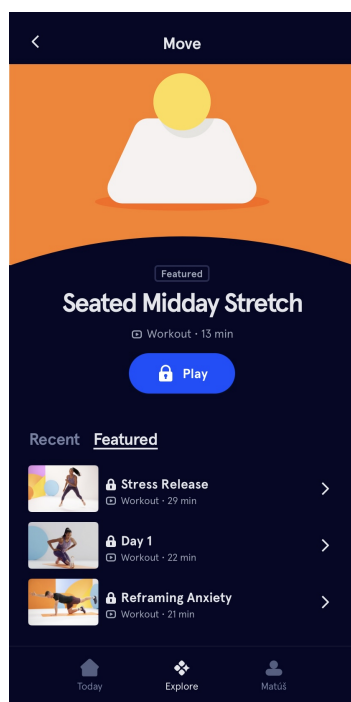 Move
Featured
Seated Midday Stretch
Workout · 13 min
Play
Recent Featured
Stress Release
Workout · 29 min
Day 1
Workout · 22 min
Reframing Anxiety
Workout · 21 min
Today Explore Matúš